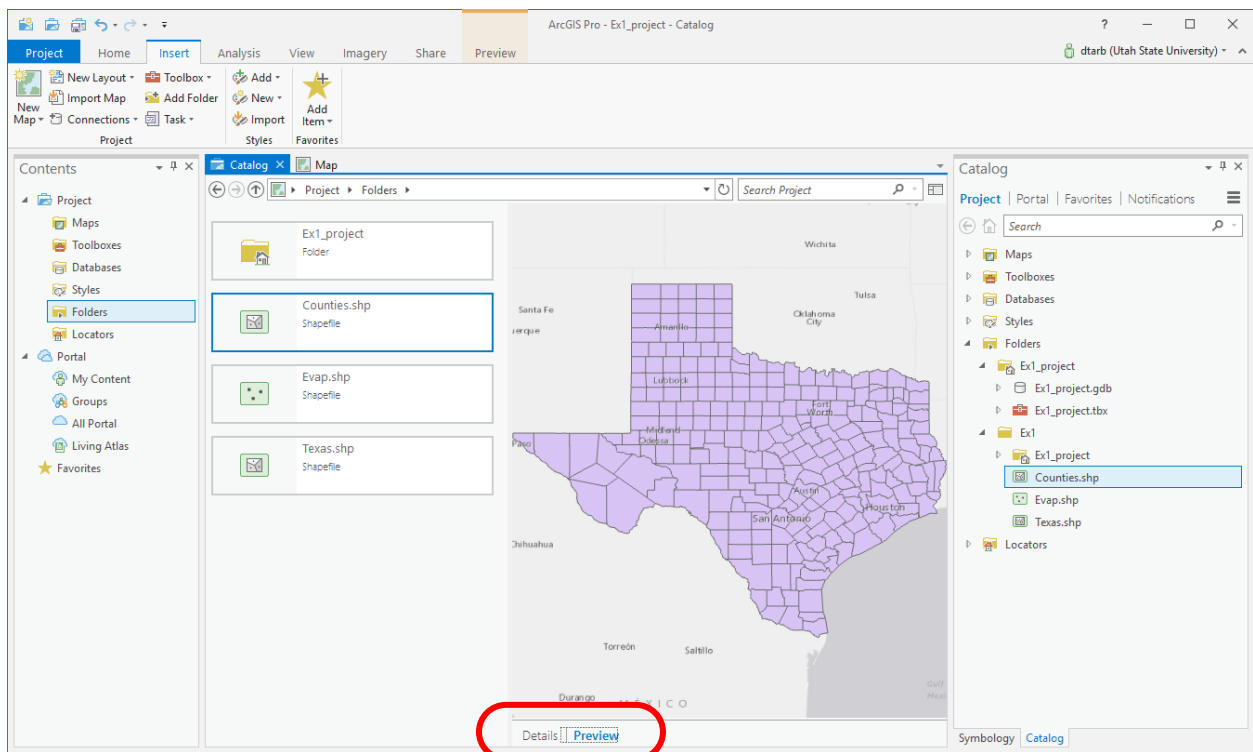 ArcGIS Pro - Ex1_project - Catalog
?
Project Home Insert Analysis View Imagery Share Preview
dtarb (Utah State University)
New Map
New Layout
Import Map
Connections
Toolbox
Add Folder
Task
Project
Add
New
Import
Styles
Add Item
Favorites
Contents
Project
Maps
Toolboxes
Databases
Styles
Folders
Locators
Portal
My Content
Groups
All Portal
Living Atlas
Favorites
Catalog Map
Project Folders
Search Project
Ex1_project
Folder
Counties.shp
Shapefile
Evap.shp
Shapefile
Texas.shp
Shapefile
Wichita
Tulsa
Santa Fe
Oklahoma City
uerque
Amarillo
Lubbock
Fort Worth
Midland
Odessa
Paso
Austin
Houston
San Antonio
Chihuahua
Torreón
Saltillo
Durango
MÉXICO
Gulf
Details Preview
Catalog
Project | Portal | Favorites | Notifications
Search
Maps
Toolboxes
Databases
Styles
Folders
Ex1_project
Ex1_project.gdb
Ex1_project.tbx
Ex1
Ex1_project
Counties.shp
Evap.shp
Texas.shp
Locators
Symbology Catalog